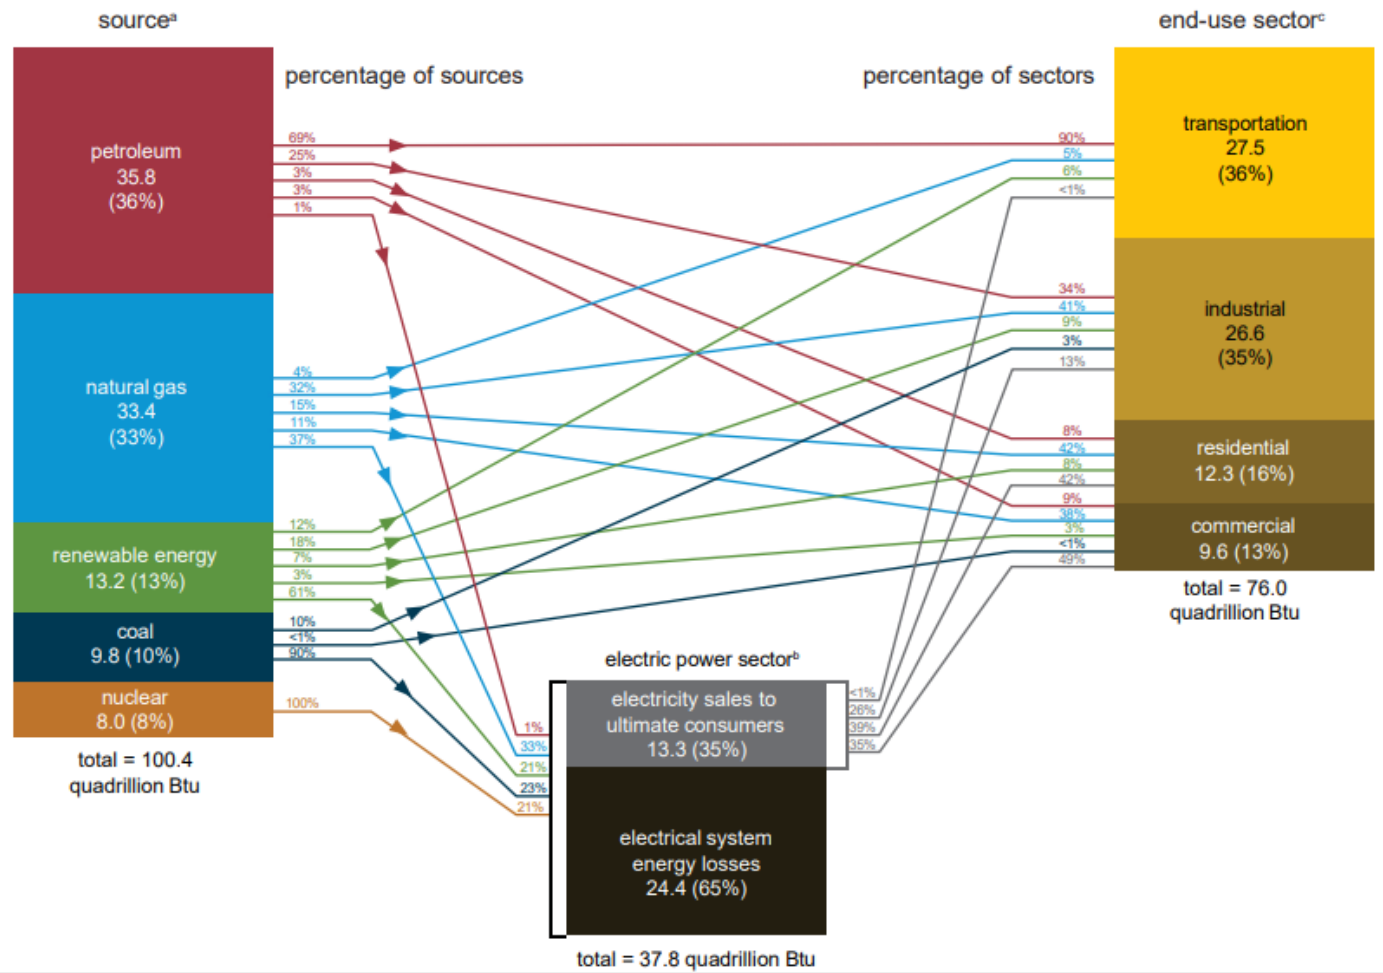 sourceᵃ
end-use sectorᶜ
percentage of sources
percentage of sectors
petroleum
35.8
(36%)
69%
25%
3%
3%
1%
natural gas
33.4
(33%)
4%
32%
15%
11%
37%
renewable energy
13.2 (13%)
12%
18%
7%
3%
61%
coal
9.8 (10%)
10%
<1%
90%
nuclear
8.0 (8%)
100%
total = 100.4
quadrillion Btu
electric power sectorᵇ
1%
33%
21%
23%
21%
electricity sales to
ultimate consumers
13.3 (35%)
electrical system
energy losses
24.4 (65%)
total = 37.8 quadrillion Btu
<1%
26%
39%
35%
90%
5%
6%
<1%
transportation
27.5
(36%)
34%
41%
9%
3%
13%
industrial
26.6
(35%)
8%
42%
8%
42%
residential
12.3 (16%)
9%
38%
3%
<1%
49%
commercial
9.6 (13%)
total = 76.0
quadrillion Btu